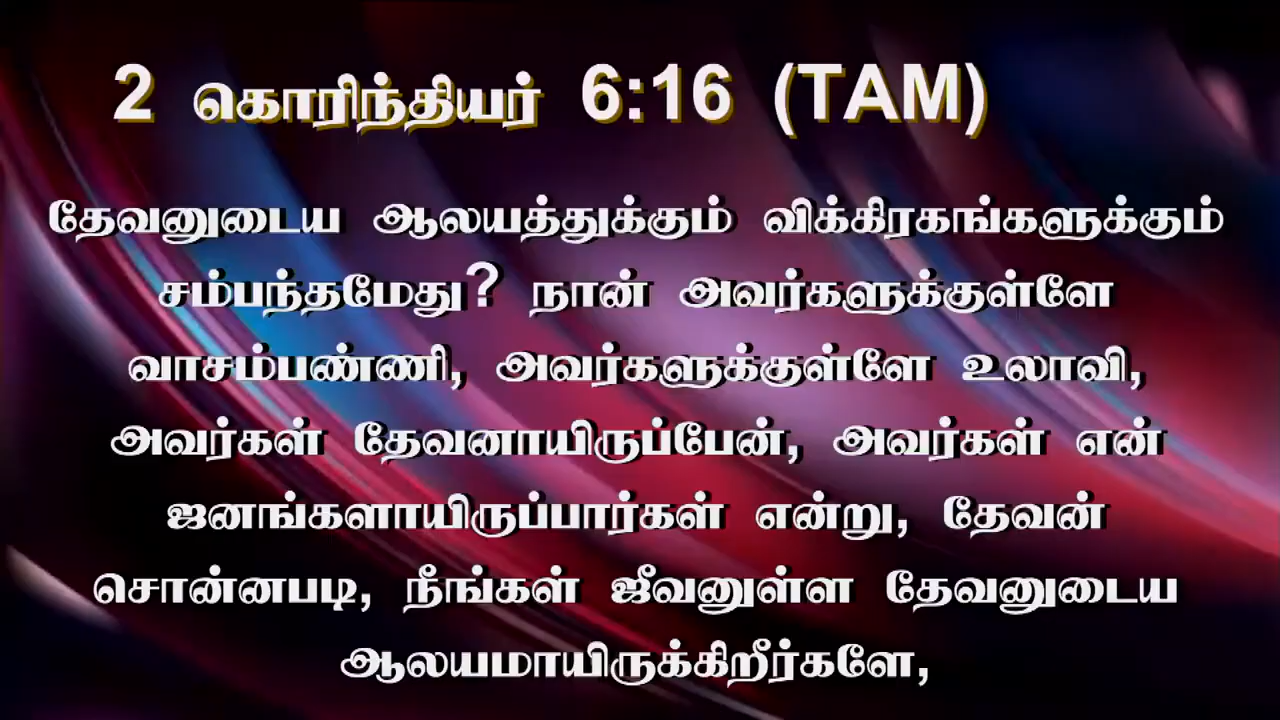 2 கொரிந்தியர் 6:16 (TAM)
தேவனுடைய ஆலயத்துக்கும் விக்கிரகங்களுக்கும்
சம்பந்தமேது? நான் அவர்களுக்குள்ளே
வாசம்பண்ணி, அவர்களுக்குள்ளே உலாவி,
அவர்கள் தேவனாயிருப்பேன், அவர்கள் என்
ஜனங்களாயிருப்பார்கள் என்று, தேவன்
சொன்னபடி, நீங்கள் ஜீவனுள்ள தேவனுடைய
ஆலயமாயிருக்கிறீர்களே,